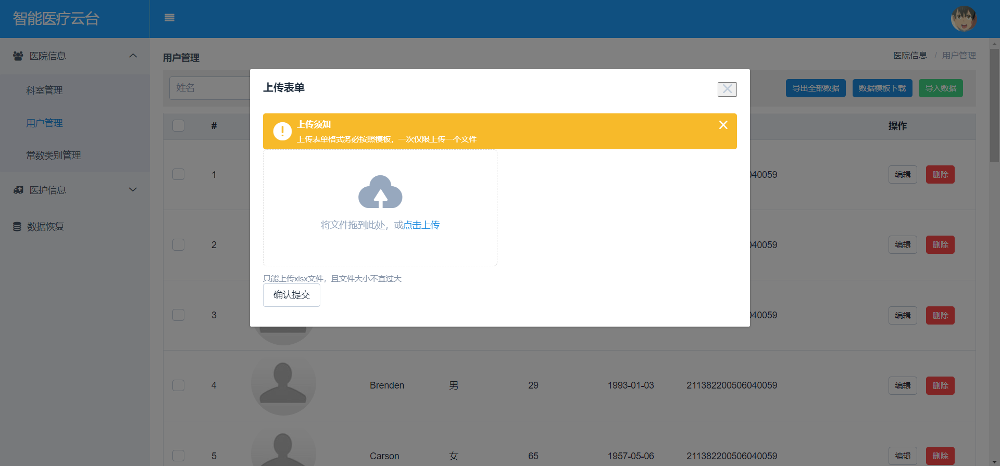 智能医疗云台
医院信息
科室管理
用户管理
常数类别管理
医护信息
数据恢复
用户管理
医院信息 / 用户管理
姓名
导出全部数据 数据模板下载 导入数据
上传表单
上传须知
上传表单格式务必按照模板，一次仅限上传一个文件
将文件拖到此处，或点击上传
只能上传xlsx文件，且文件大小不宜过大
确认提交
# 操作
1 040059 编辑 删除
2 040059 编辑 删除
3 040059 编辑 删除
4 Brenden 男 29 1993-01-03 211382200506040059 编辑 删除
5 Carson 女 65 1957-05-06 211382200506040059 编辑 删除